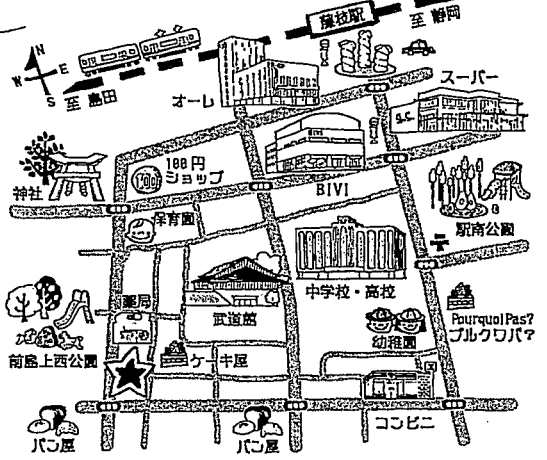 藤枝駅
至 静岡
N
W
E
S
至 島田
オーレ
スーパー
神社
100円
ショップ
100
BIVI
駅南公園
保育園
中学校・高校
薬局
武道館
幼稚園
PourquoiPas?
プルクワパ?
前島上西公園
ケーキ屋
コンビニ
パン屋
パン屋